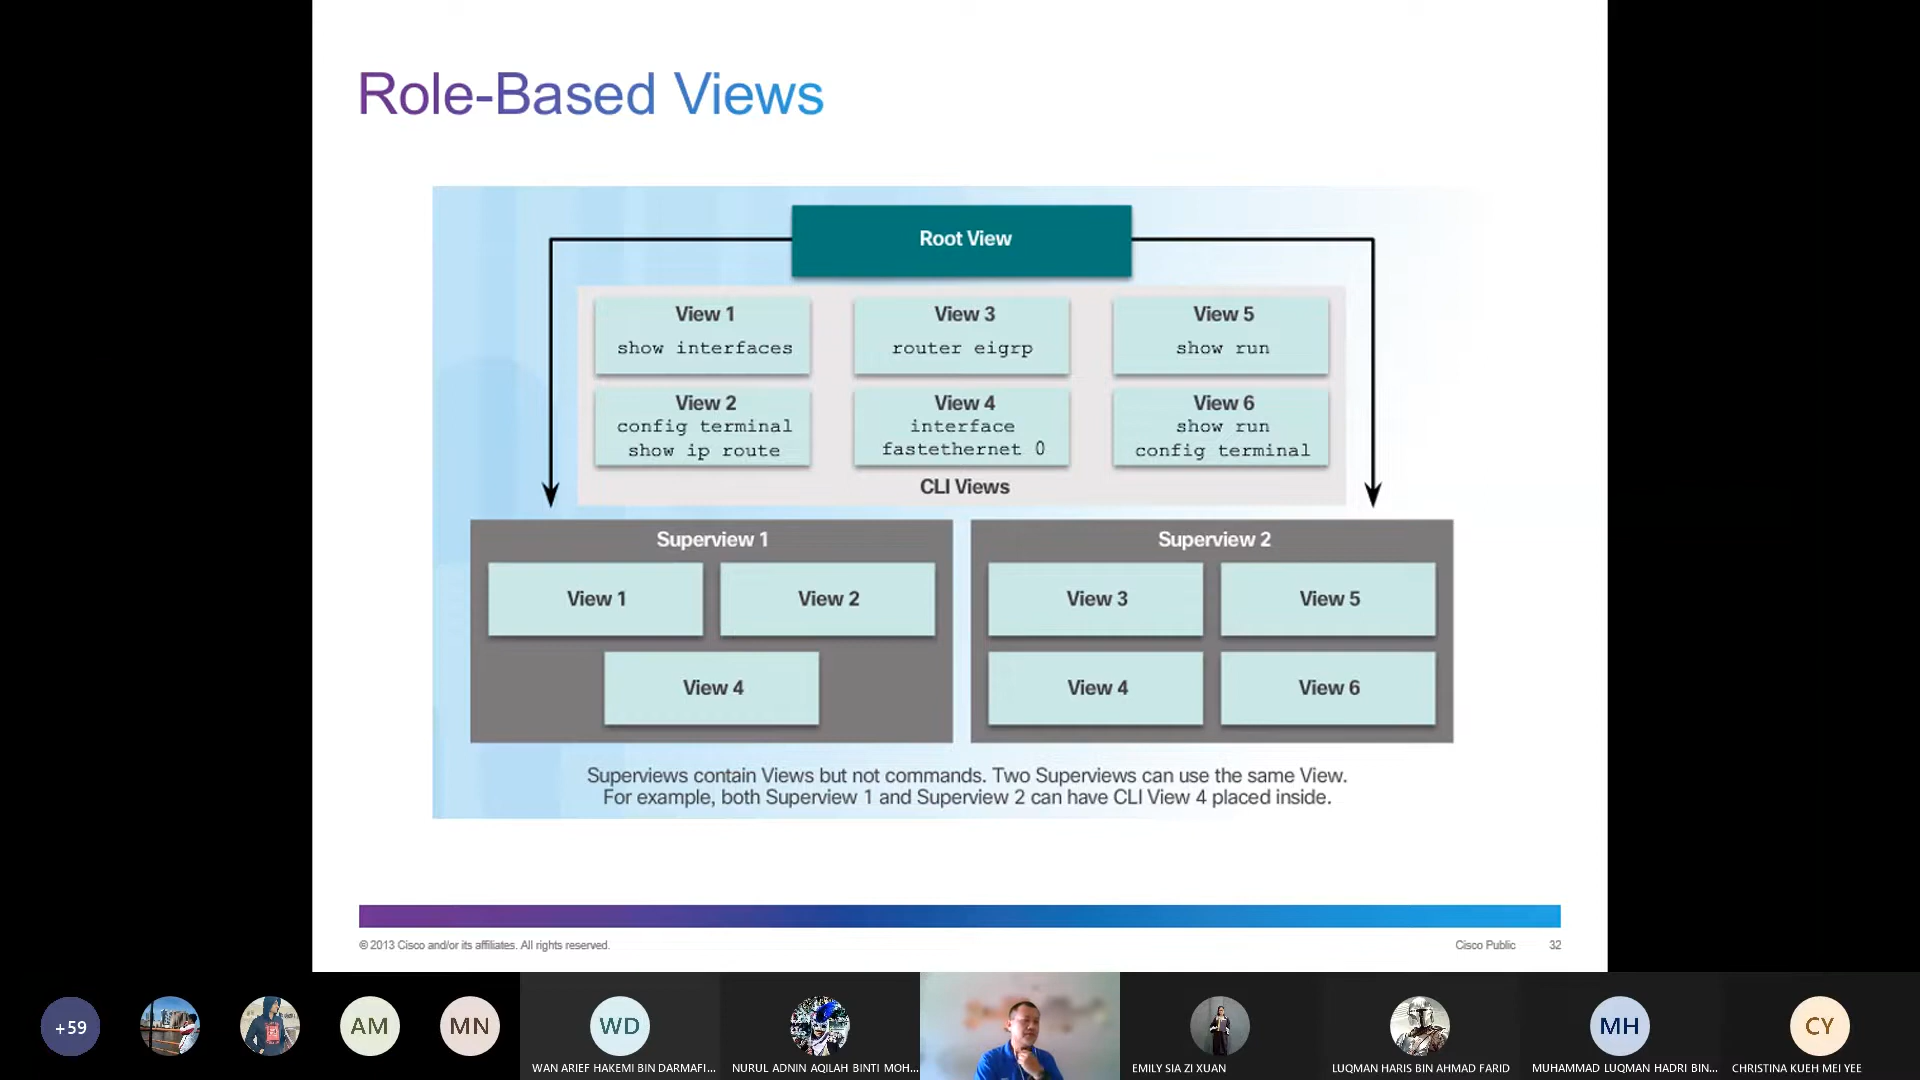 Role-Based Views
Root View
View 1
show interfaces
View 3
router eigrp
View 5
show run
View 2
config terminal
show ip route
View 4
interface
fastethernet 0
View 6
show run
config terminal
CLI Views
Superview 1
View 1
View 2
View 4
Superview 2
View 3
View 5
View 4
View 6
Superviews contain Views but not commands. Two Superviews can use the same View.
For example, both Superview 1 and Superview 2 can have CLI View 4 placed inside.
© 2013 Cisco and/or its affiliates. All rights reserved.
Cisco Public
32
+59
AM
MN
WD
WAN ARIEF HAKEMI BIN DARMAFI...
NURUL ADNIN AQILAH BINTI MOH...
EMILY SIA ZI XUAN
LUQMAN HARIS BIN AHMAD FARID
MH
MUHAMMAD LUQMAN HADRI BIN...
CY
CHRISTINA KUEH MEI YEE